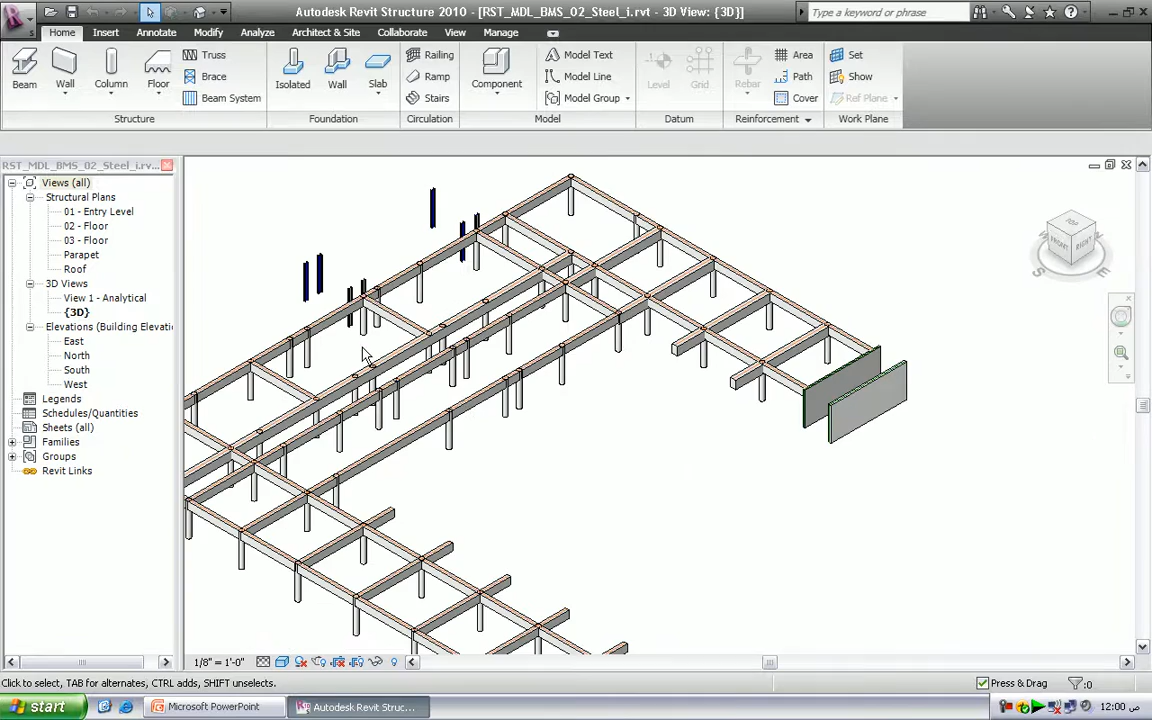 Autodesk Revit Structure 2010 - [RST_MDL_BMS_02_Steel_i.rvt - 3D View: {3D}]
Type a keyword or phrase
Home Insert Annotate Modify Analyze Architect & Site Collaborate View Manage
Beam Wall Column Floor Truss Brace Beam System
Structure
Isolated Wall Slab
Foundation
Railing Ramp Stairs
Circulation
Component Model Text Model Line Model Group
Model
Level Grid
Datum
Rebar Area Path Cover
Reinforcement
Set Show Ref Plane
Work Plane
RST_MDL_BMS_02_Steel_i.rv...
Views (all)
Structural Plans
01 - Entry Level
02 - Floor
03 - Floor
Parapet
Roof
3D Views
View 1 - Analytical
{3D}
Elevations (Building Elevati
East
North
South
West
Legends
Schedules/Quantities
Sheets (all)
Families
Groups
Revit Links
TOP
FRONT RIGHT
S E
1/8" = 1'-0"
Click to select, TAB for alternates, CTRL adds, SHIFT unselects.
Press & Drag
:0
start
Microsoft PowerPoint
Autodesk Revit Struc...
12:00 ص